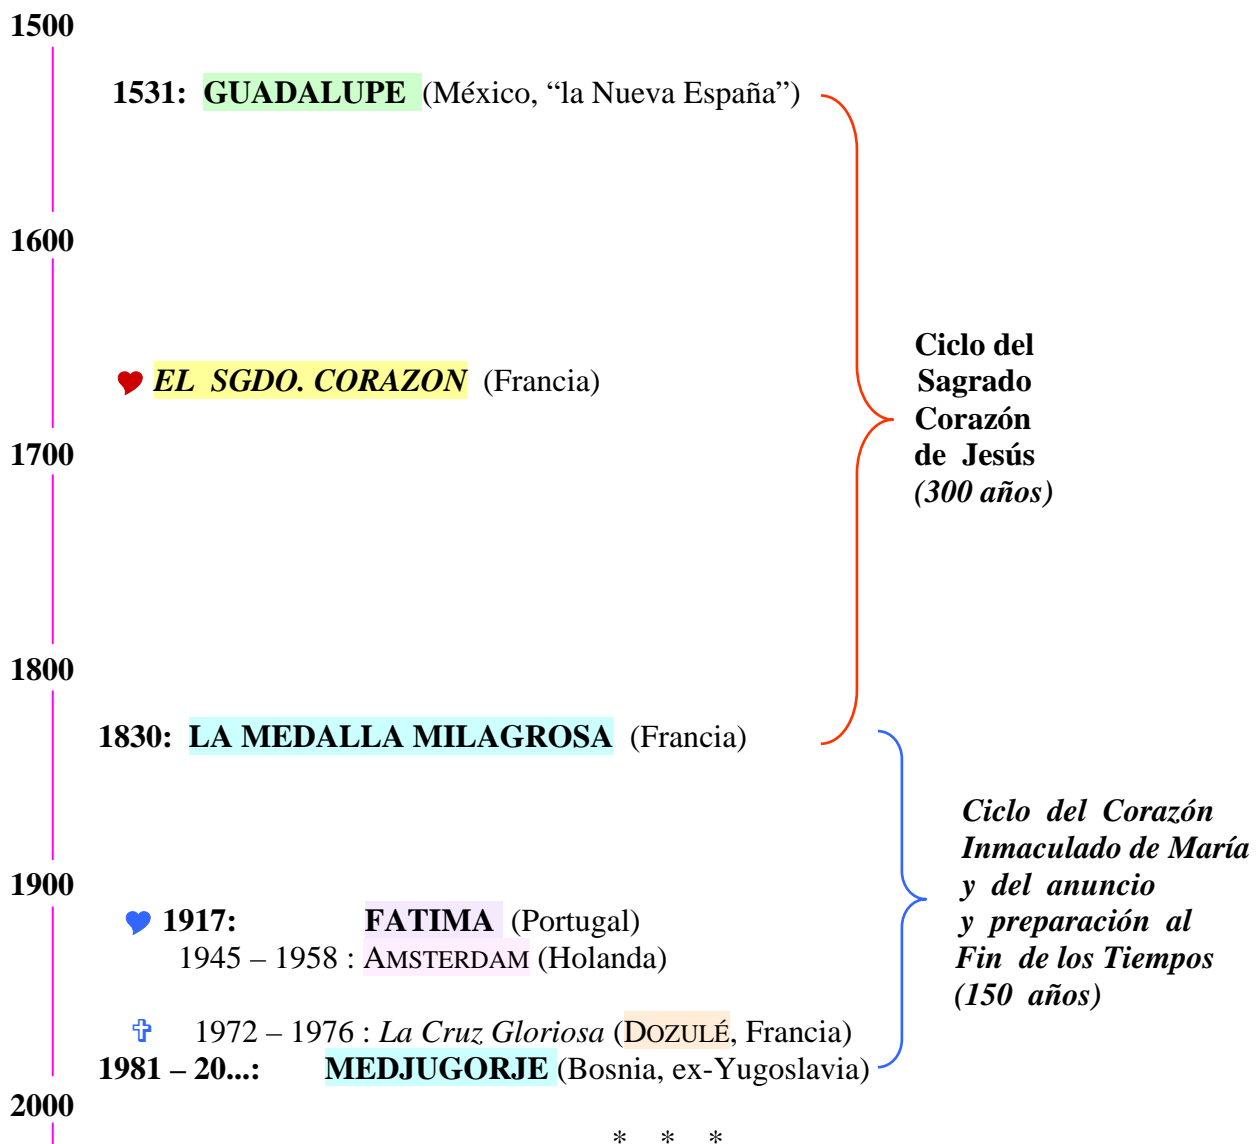 1500
1531: GUADALUPE (México, “la Nueva España”)
1600
EL SGDO. CORAZON (Francia)
Ciclo del
Sagrado
Corazón
de Jesús
(300 años)
1700
1800
1830: LA MEDALLA MILAGROSA (Francia)
Ciclo del Corazón
Inmaculado de María
y del anuncio
y preparación al
Fin de los Tiempos
(150 años)
1900
1917: FATIMA (Portugal)
1945 – 1958 : AMSTERDAM (Holanda)
✞ 1972 – 1976 : La Cruz Gloriosa (DOZULÉ, Francia)
1981 – 20...: MEDJUGORJE (Bosnia, ex-Yugoslavia)
2000
* * *